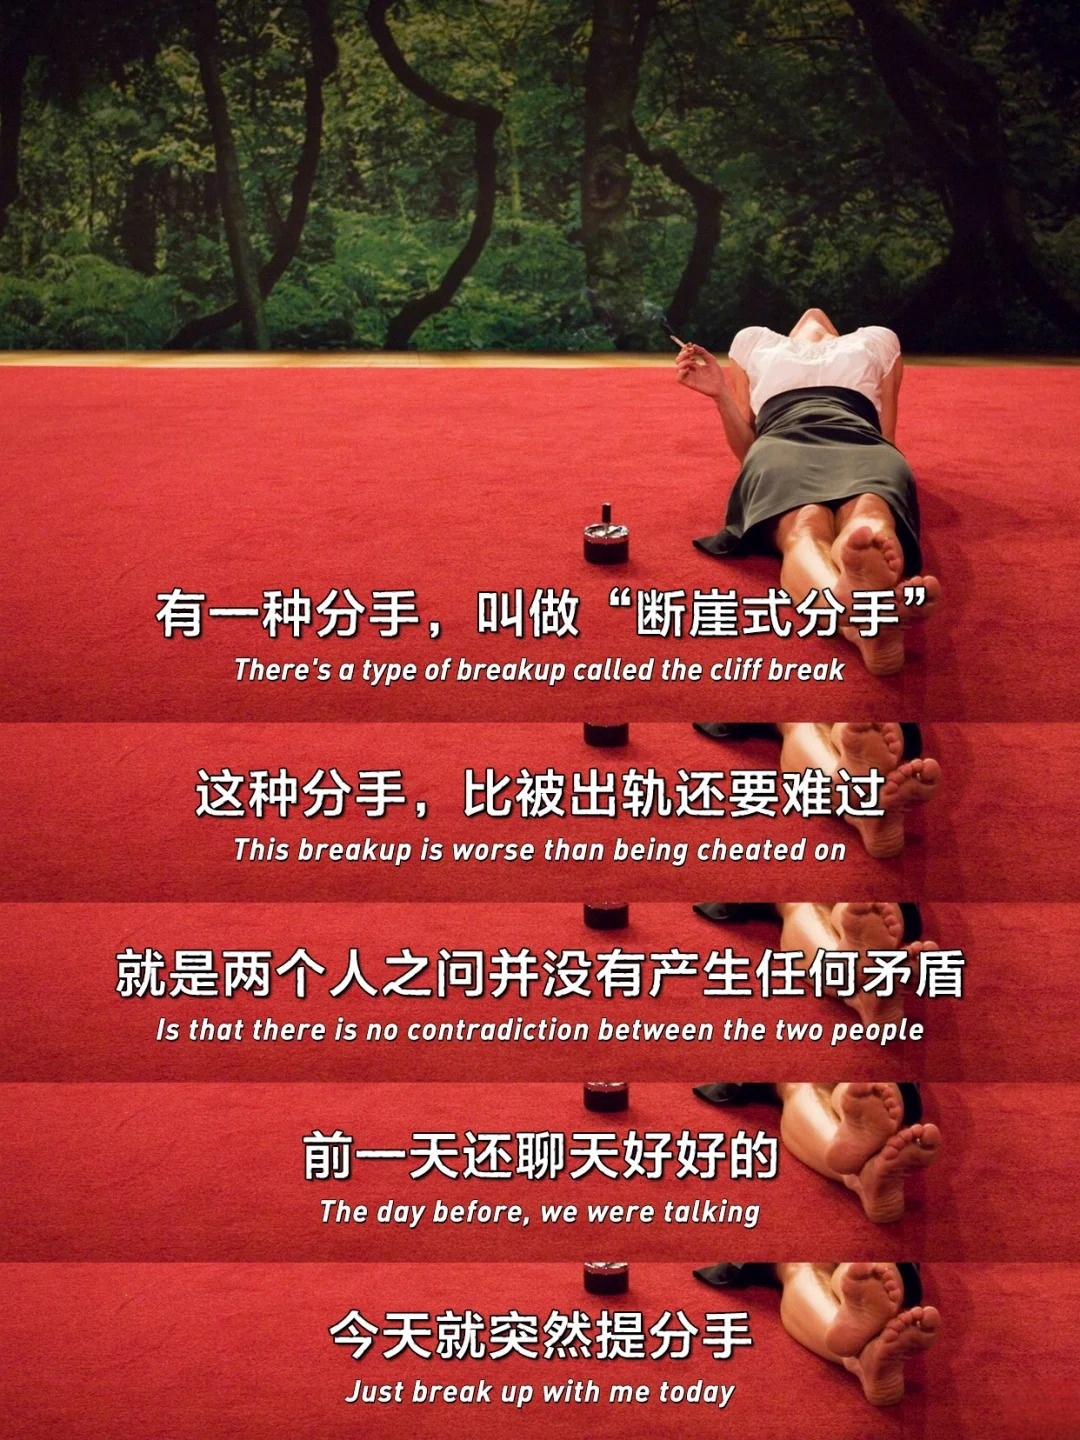 有一种分手，叫做“断崖式分手”
There's a type of breakup called the cliff break
这种分手，比被出轨还要难过
This breakup is worse than being cheated on
就是两个人之间并没有产生任何矛盾
Is that there is no contradiction between the two people
前一天还聊天好好的
The day before, we were talking
今天就突然提分手
Just break up with me today